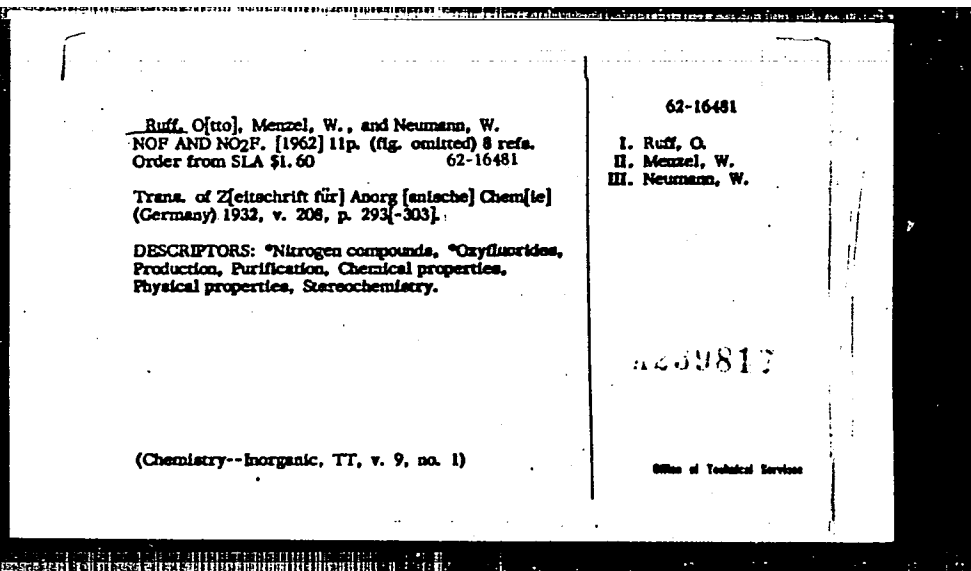 Ruff, O[tto], Menzel, W., and Neumann, W.
NOF AND NO2F. [1962] 11p. (fig. omitted) 8 refs.
Order from SLA $1.60 62-16481
Trans. of Z[eitschrift für] Anorg [anische] Chem[ie]
(Germany) 1932, v. 208, p. 293[-303].
DESCRIPTORS: *Nitrogen compounds, *Oxyfluorides,
Production, Purification, Chemical properties,
Physical properties, Stereochemistry.
(Chemistry--Inorganic, TT, v. 9, no. 1)
62-16481
I. Ruff, O.
II. Menzel, W.
III. Neumann, W.
Office of Technical Services